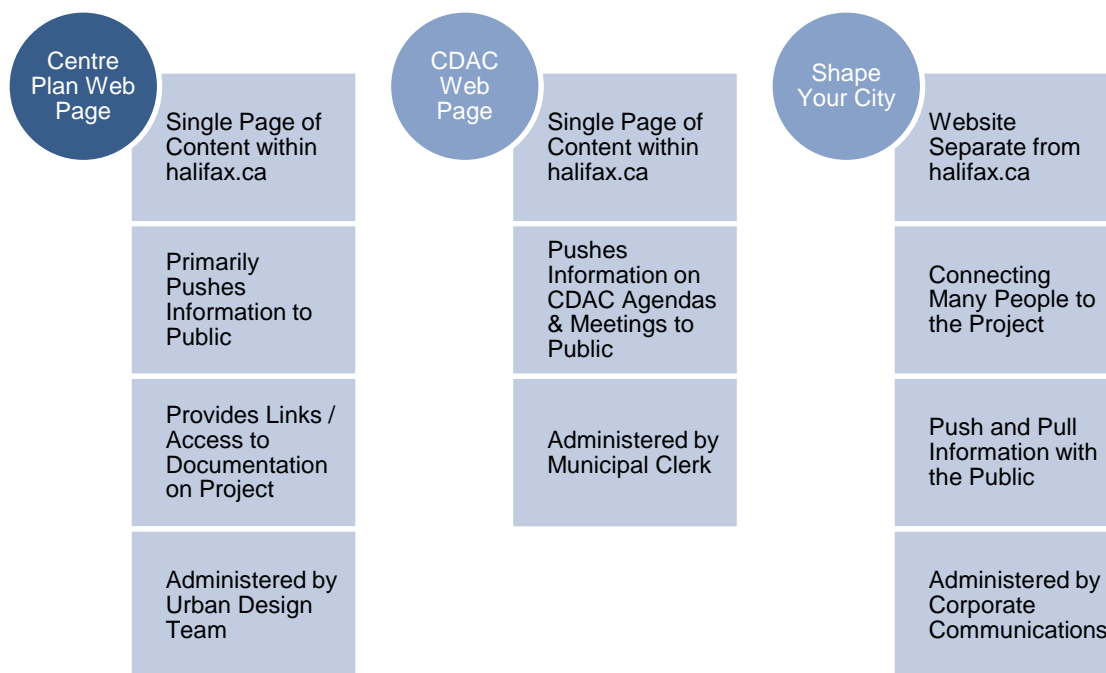 Centre
Plan Web
Page
Single Page of
Content within
halifax.ca
Primarily
Pushes
Information to
Public
Provides Links /
Access to
Documentation
on Project
Administered by
Urban Design
Team
CDAC
Web
Page
Single Page of
Content within
halifax.ca
Pushes
Information on
CDAC Agendas
& Meetings to
Public
Administered by
Municipal Clerk
Shape
Your City
Website
Separate from
halifax.ca
Connecting
Many People to
the Project
Push and Pull
Information with
the Public
Administered by
Corporate
Communications